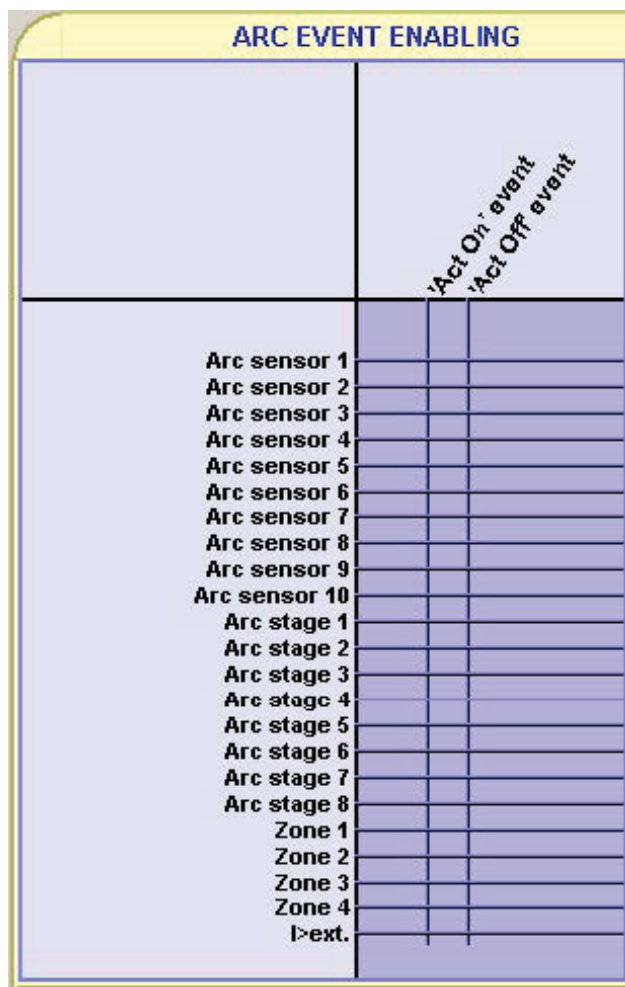 ARC EVENT ENABLING
'Act On' event
'Act Off' event
Arc sensor 1
Arc sensor 2
Arc sensor 3
Arc sensor 4
Arc sensor 5
Arc sensor 6
Arc sensor 7
Arc sensor 8
Arc sensor 9
Arc sensor 10
Arc stage 1
Arc stage 2
Arc stage 3
Arc stage 4
Arc stage 5
Arc stage 6
Arc stage 7
Arc stage 8
Zone 1
Zone 2
Zone 3
Zone 4
I>ext.